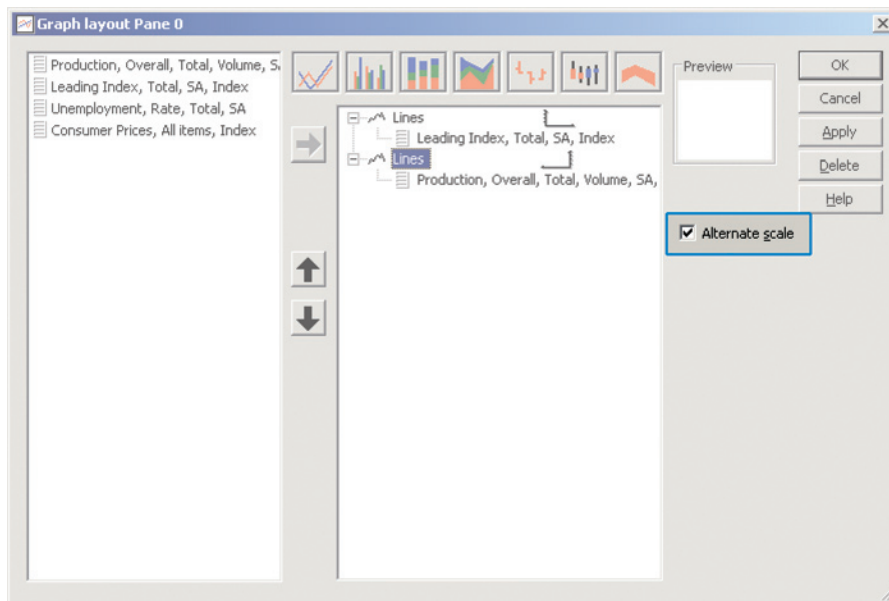 Graph layout Pane 0
Production, Overall, Total, Volume, S
Leading Index, Total, SA, Index
Unemployment, Rate, Total, SA
Consumer Prices, All items, Index
Lines
Leading Index, Total, SA, Index
Lines
Production, Overall, Total, Volume, SA,
Preview
OK
Cancel
Apply
Delete
Help
Alternate scale